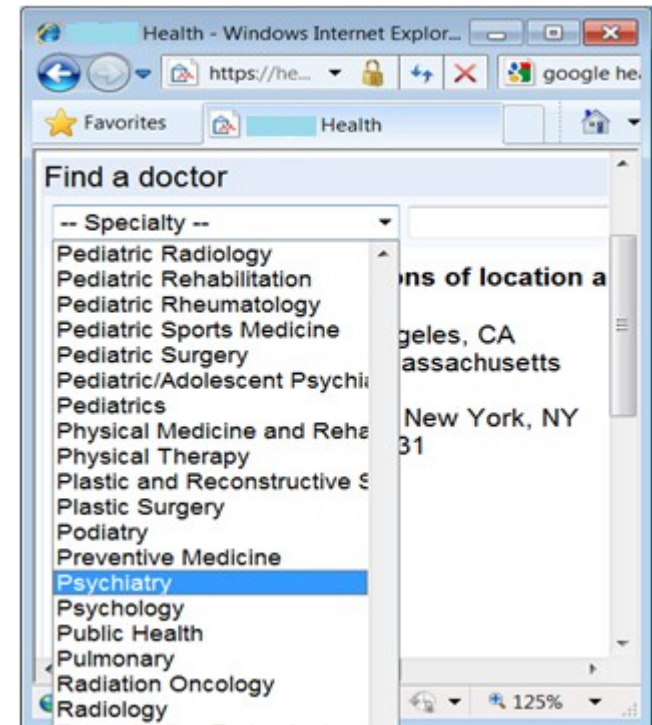 Health - Windows Internet Explor...
https://he...
google he
Favorites
Health
Find a doctor
-- Specialty --
Pediatric Radiology
Pediatric Rehabilitation
ns of location a
Pediatric Rheumatology
Pediatric Sports Medicine
geles, CA
Pediatric Surgery
assachusetts
Pediatric/Adolescent Psychia
Pediatrics
New York, NY
Physical Medicine and Reha
31
Physical Therapy
Plastic and Reconstructive S
Plastic Surgery
Podiatry
Preventive Medicine
Psychiatry
Psychology
Public Health
Pulmonary
Radiation Oncology
125%
Radiology